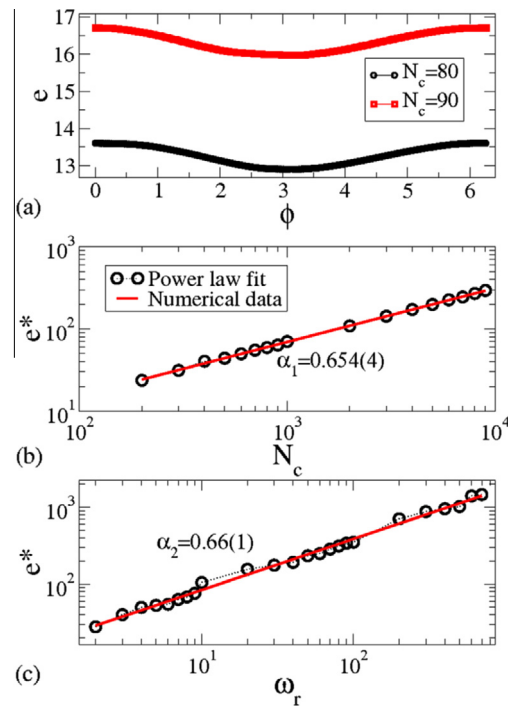 17
16
15
14
13
e
N_c=80
N_c=90
0 1 2 3 4 5 6
ϕ
(a)
10^3
10^2
10^1
e*
Power law fit
Numerical data
α_1=0.654(4)
10^2 10^3 10^4
N_c
(b)
10^3
10^2
e*
α_2=0.66(1)
10^1 10^2
ω_r
(c)